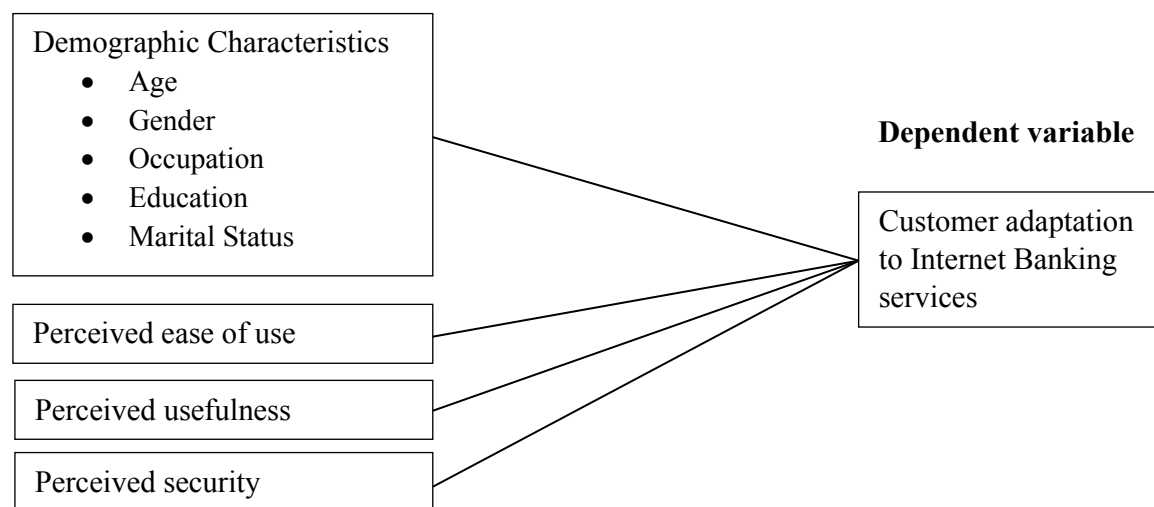 Demographic Characteristics
• Age
• Gender
• Occupation
• Education
• Marital Status
Perceived ease of use
Perceived usefulness
Perceived security
Dependent variable
Customer adaptation
to Internet Banking
services